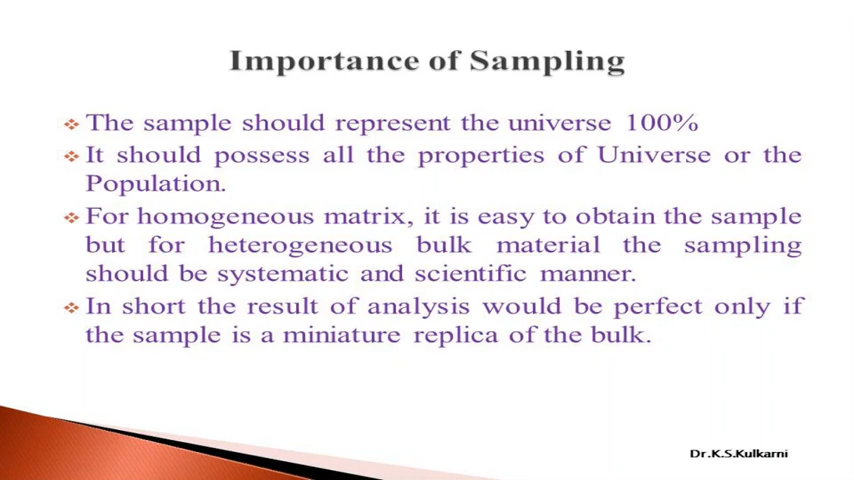 Importance of Sampling
The sample should represent the universe 100%
It should possess all the properties of Universe or the
Population.
For homogeneous matrix, it is easy to obtain the sample
but for heterogeneous bulk material the sampling
should be systematic and scientific manner.
In short the result of analysis would be perfect only if
the sample is a miniature replica of the bulk.
Dr.K.S.Kulkarni